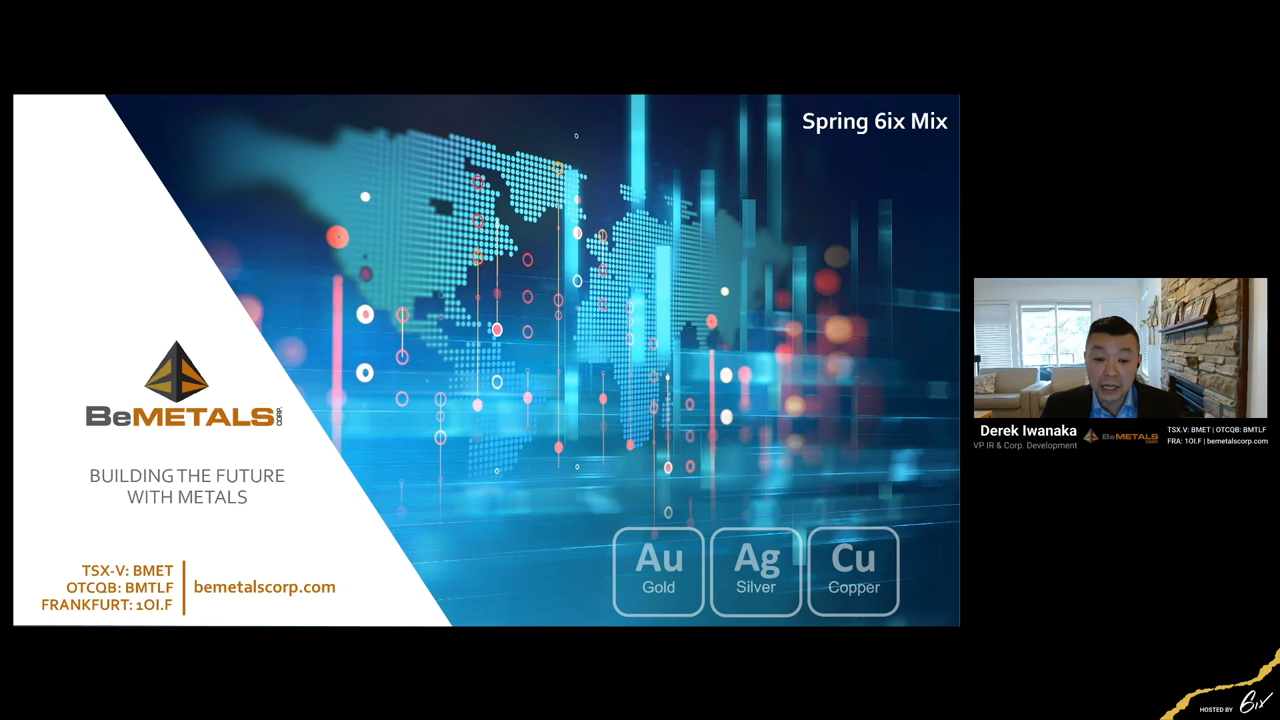 Spring 6ix Mix
BeMETALS CORP.
BUILDING THE FUTURE
WITH METALS
TSX-V: BMET
OTCQB: BMTLF
FRANKFURT: 1OI.F
bemetalscorp.com
Au
Gold
Ag
Silver
Cu
Copper
Derek Iwanaka
VP IR & Corp. Development
BeMETALS
TSX.V: BMET | OTCQB: BMTLF
FRA: 1OI.F | bemetalscorp.com
HOSTED BY 6ix